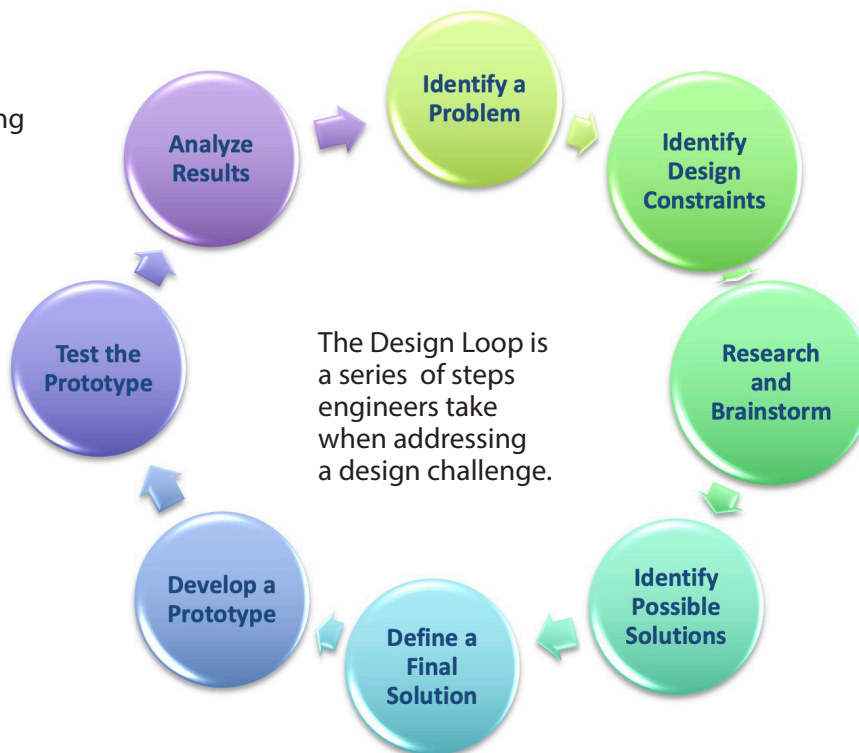 ng
Identify a
Problem
Identify
Design
Constraints
Research
and
Brainstorm
Identify
Possible
Solutions
Define a
Final
Solution
Develop a
Prototype
Test the
Prototype
Analyze
Results
The Design Loop is
a series of steps
engineers take
when addressing
a design challenge.